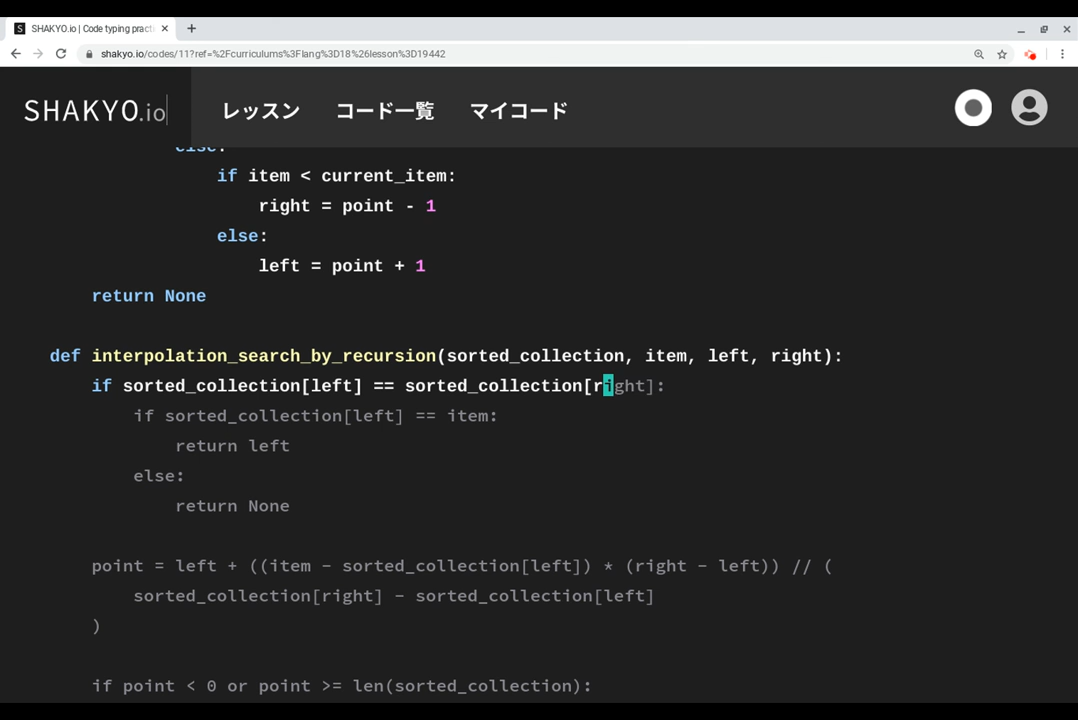 SHAKYO.io | Code typing pract
shakyo.io/codes/11?ref=%2Fcurriculums%3Flang%3D18%26lesson%3D19442
SHAKYO.io レッスン コード一覧 マイコード
else:
if item < current_item:
right = point - 1
else:
left = point + 1
return None
def interpolation_search_by_recursion(sorted_collection, item, left, right):
if sorted_collection[left] == sorted_collection[right]:
if sorted_collection[left] == item:
return left
else:
return None
point = left + ((item - sorted_collection[left]) * (right - left)) // (
sorted_collection[right] - sorted_collection[left]
)
if point < 0 or point >= len(sorted_collection):